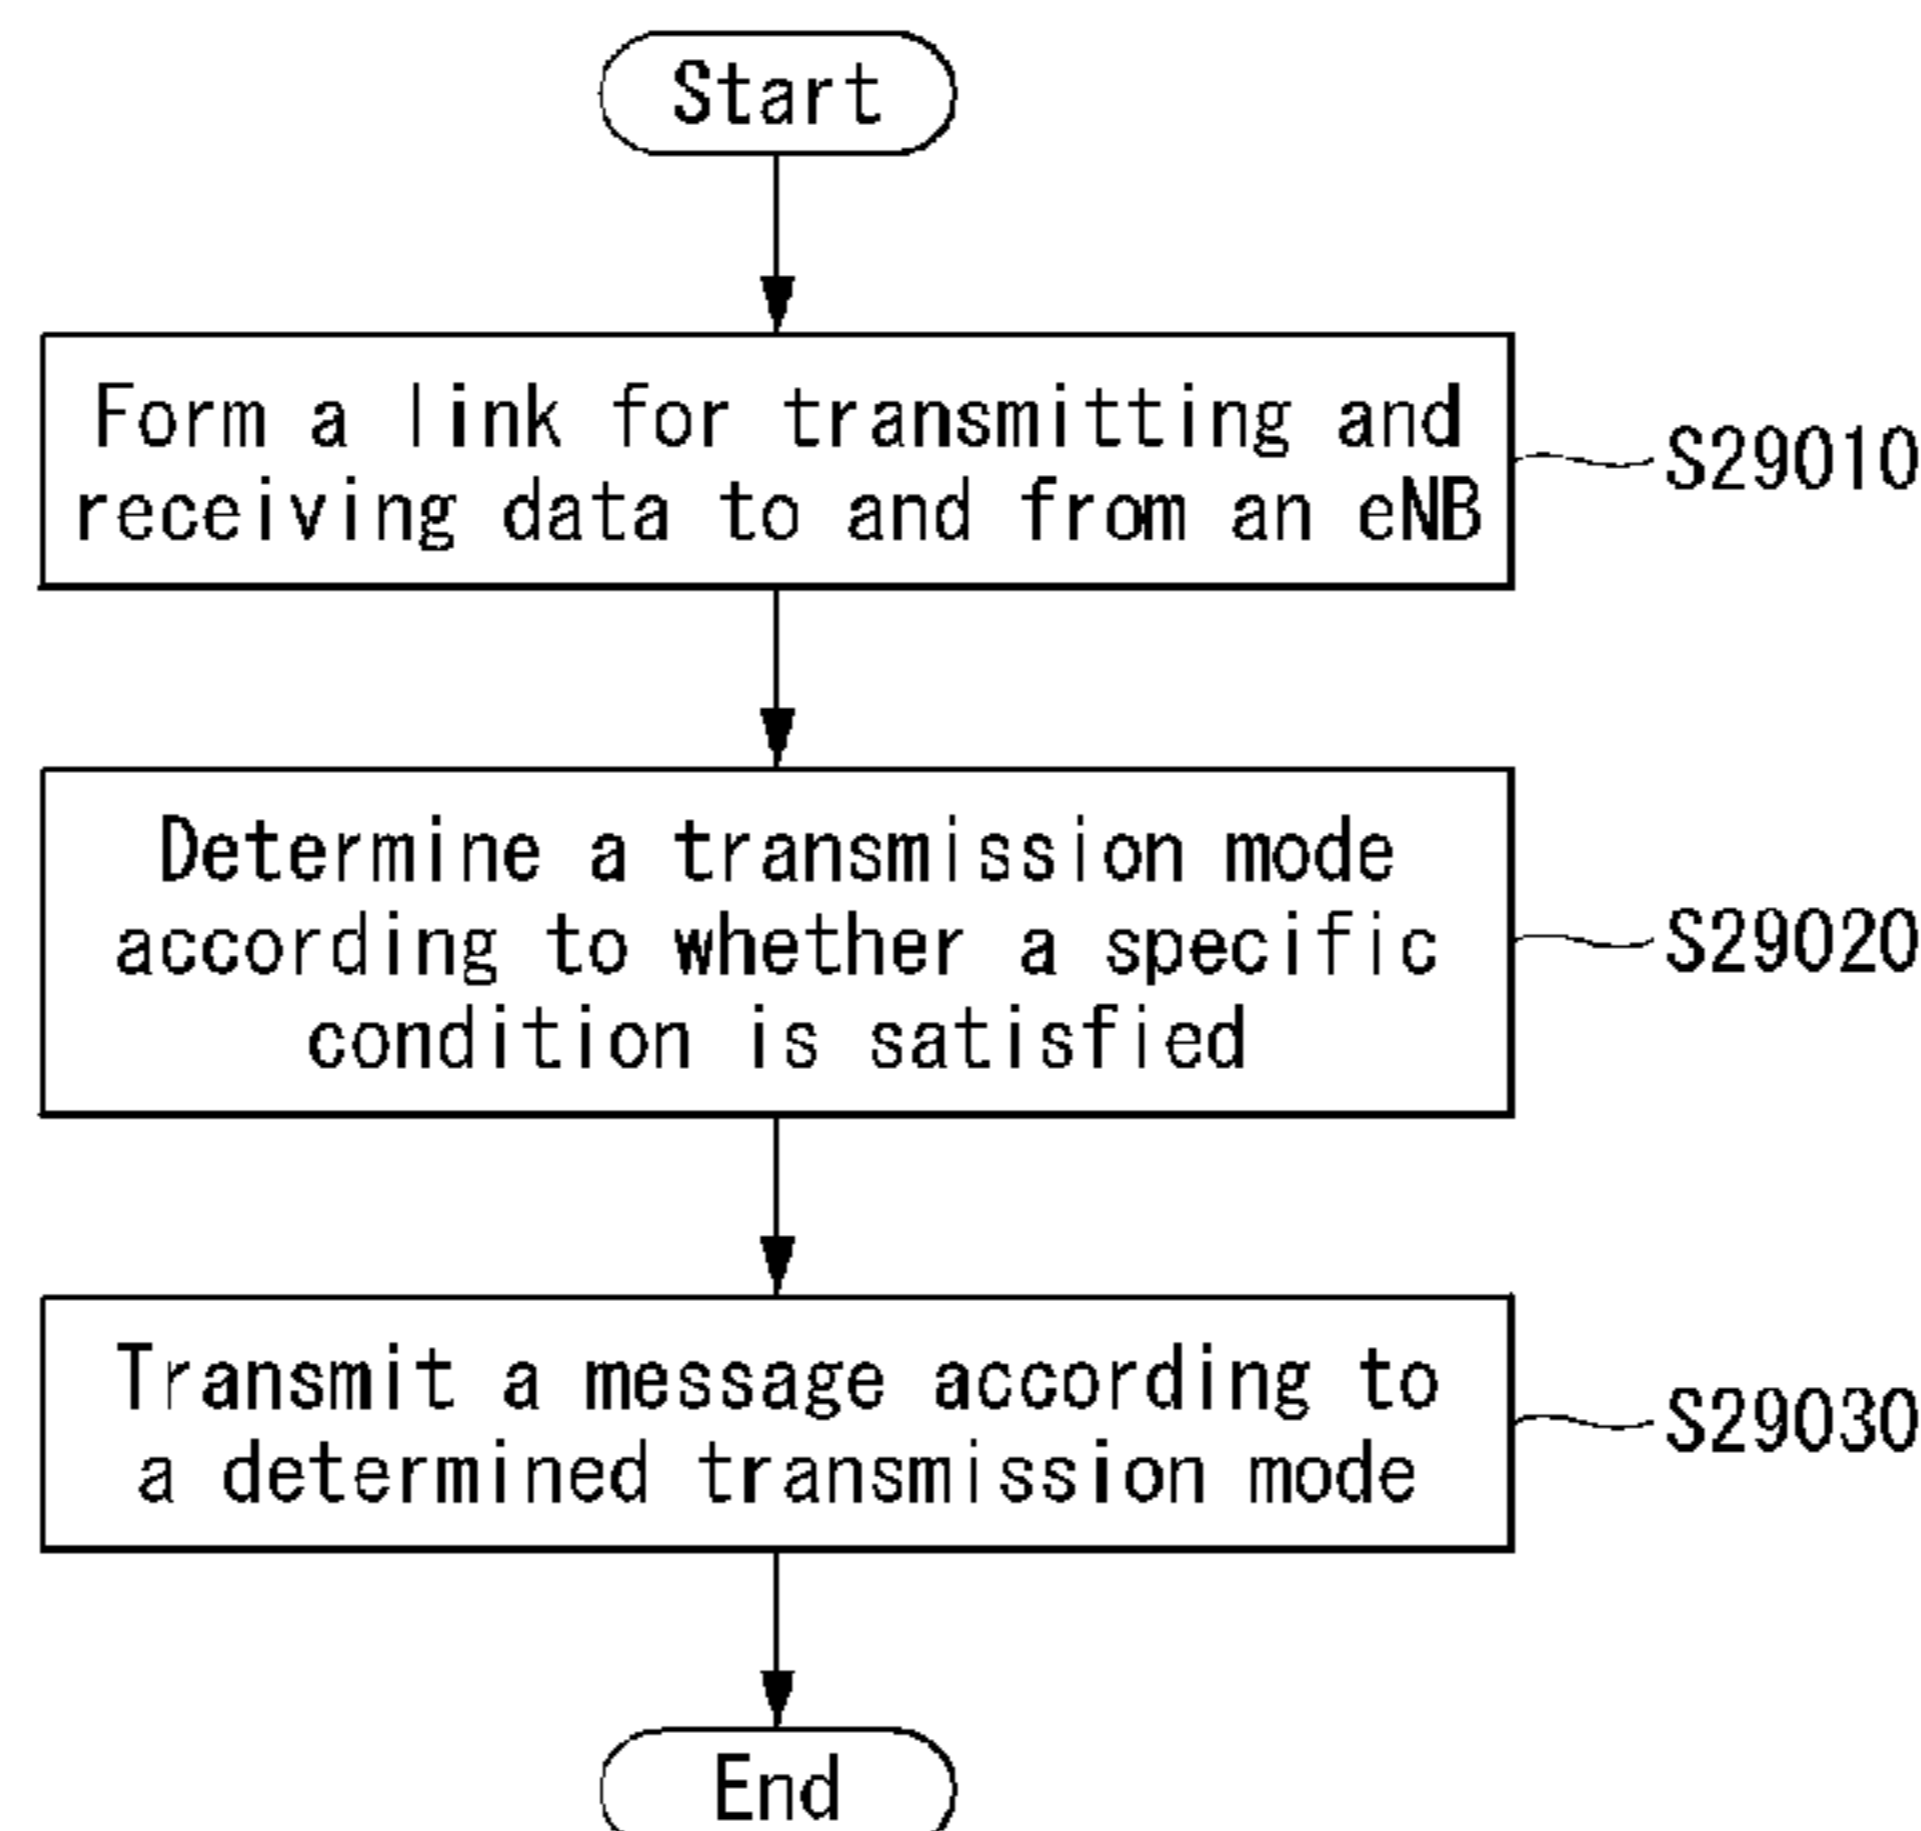 Start
Form a link for transmitting and
receiving data to and from an eNB
S29010
Determine a transmission mode
according to whether a specific
condition is satisfied
S29020
Transmit a message according to
a determined transmission mode
S29030
End